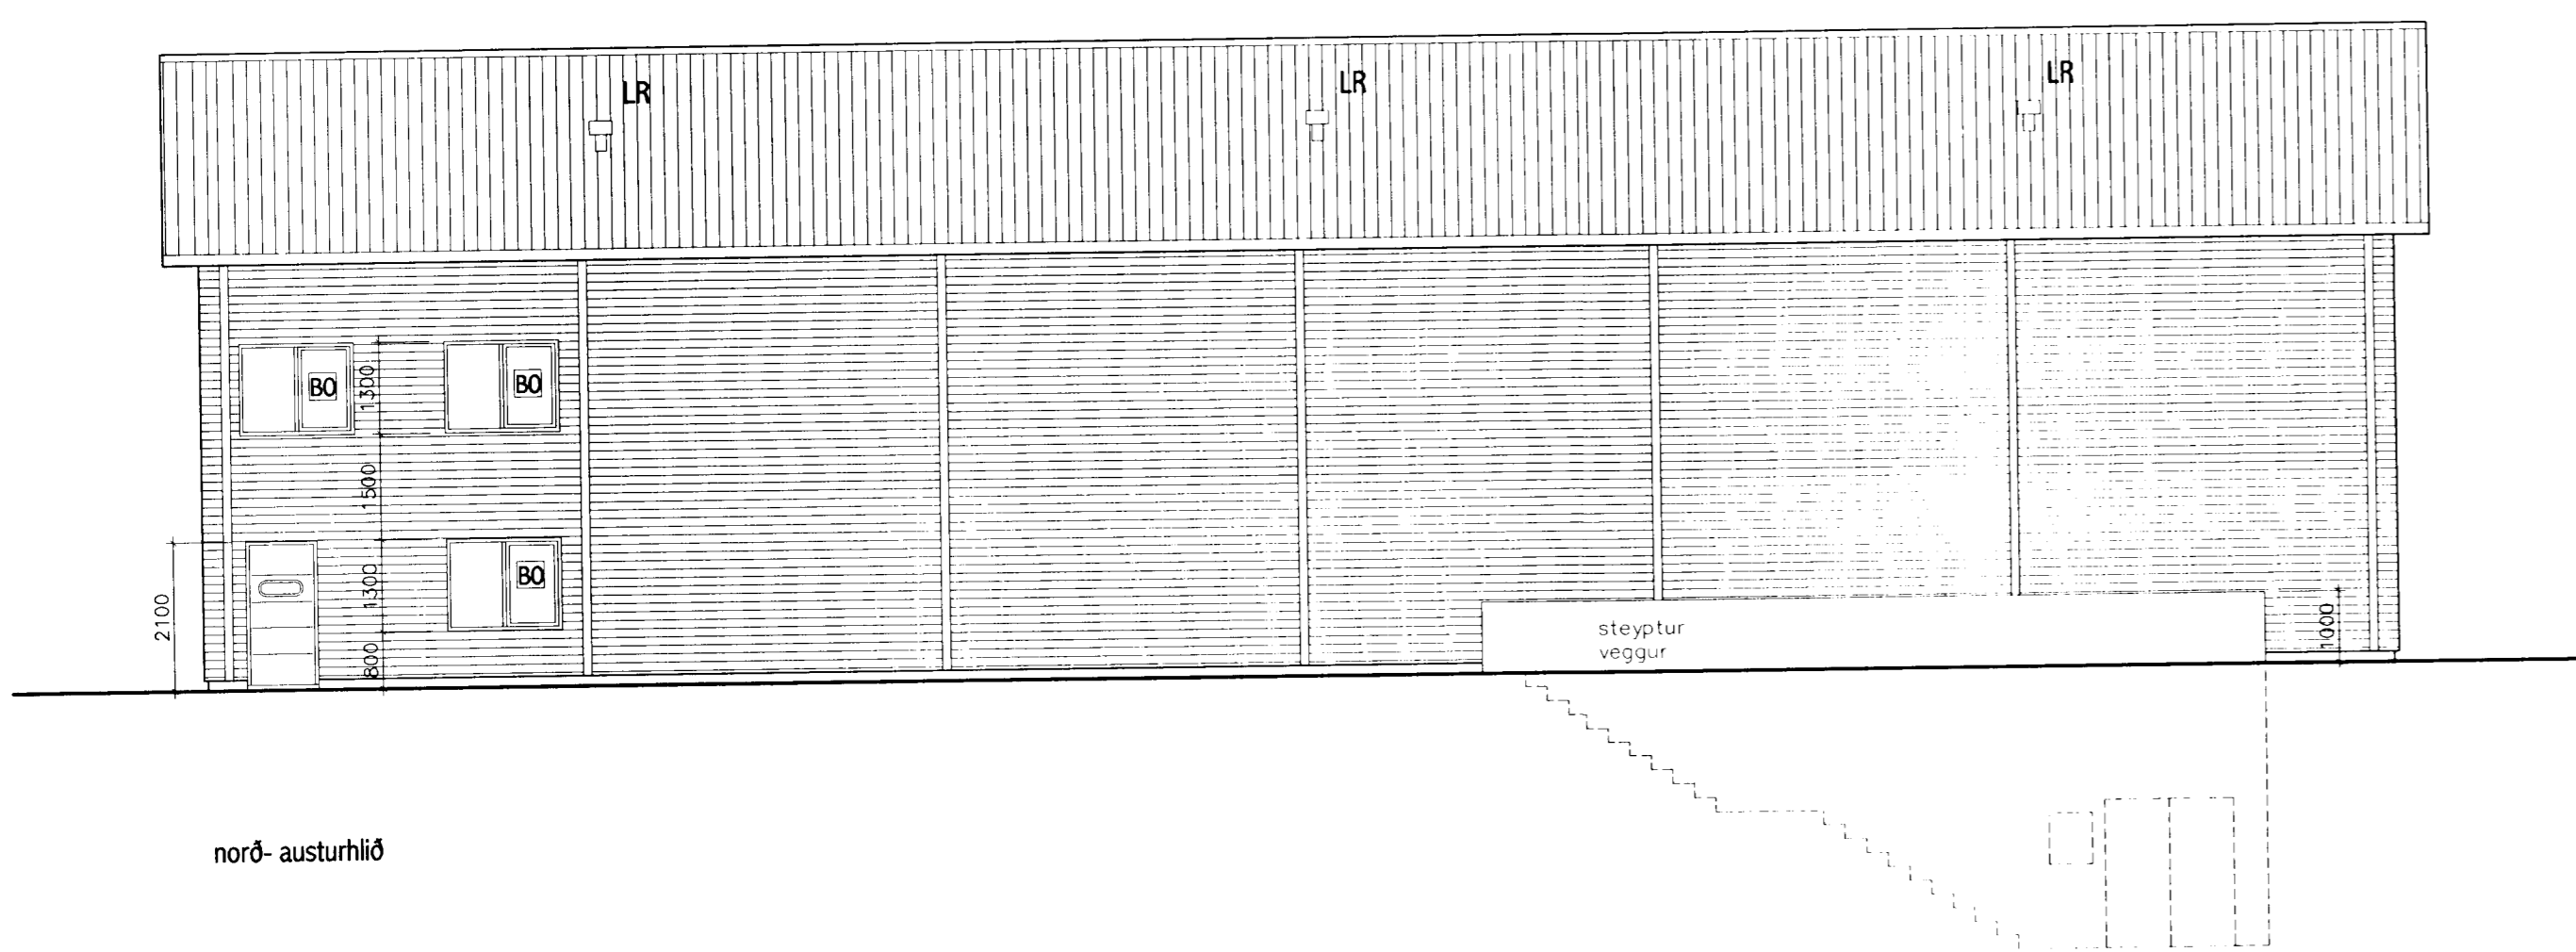 LR
LR
LR
BO
BO
1300
1500
BO
1300
2100
800
steyptur
veggur
1000
norð- austurhlið